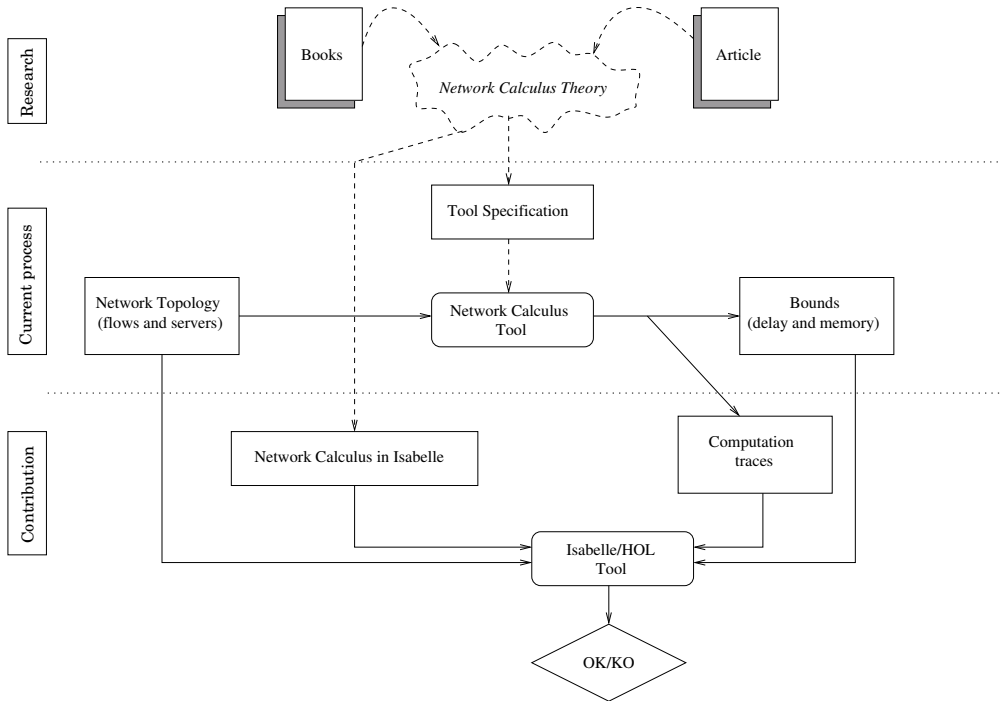 Research
Books
Article
Network Calculus Theory
Current process
Tool Specification
Network Topology
(flows and servers)
Network Calculus
Tool
Bounds
(delay and memory)
Contribution
Network Calculus in Isabelle
Computation
traces
Isabelle/HOL
Tool
OK/KO